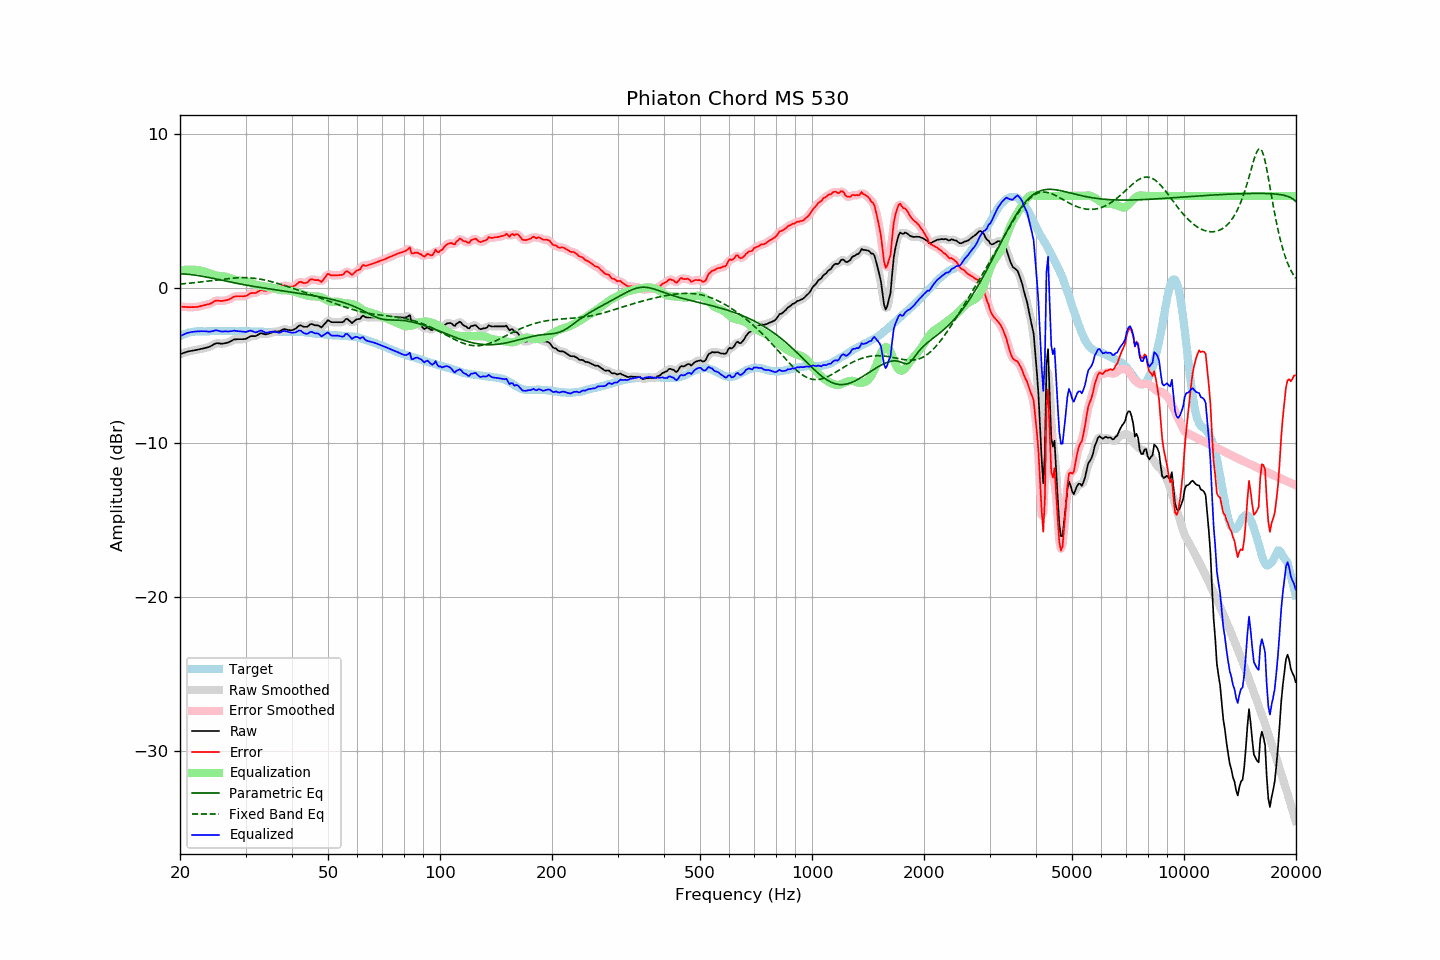 Phiaton Chord MS 530
Amplitude (dBr)
10
0
−10
−20
−30
Target
Raw Smoothed
Error Smoothed
Raw
Error
Equalization
Parametric Eq
Fixed Band Eq
Equalized
20 50 100 200 500 1000 2000 5000 10000 20000
Frequency (Hz)